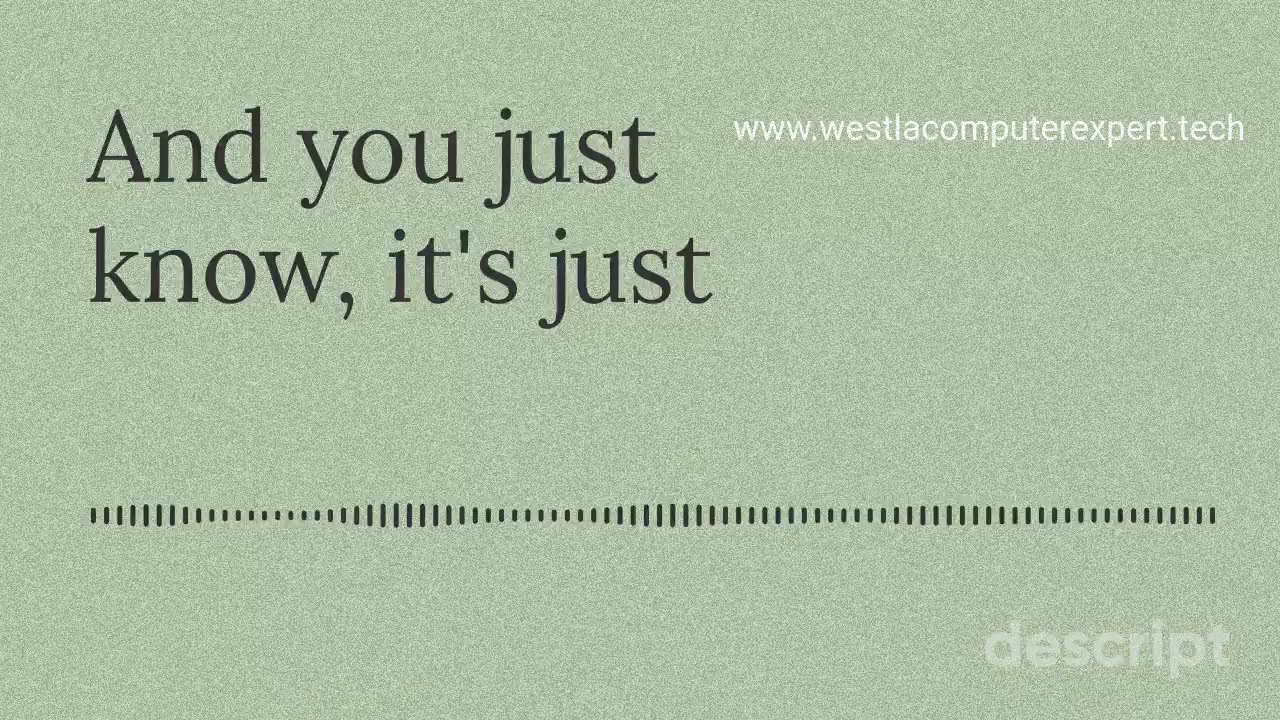 And you just
www.westlacomputerexpert.tech
know, it's just
descript